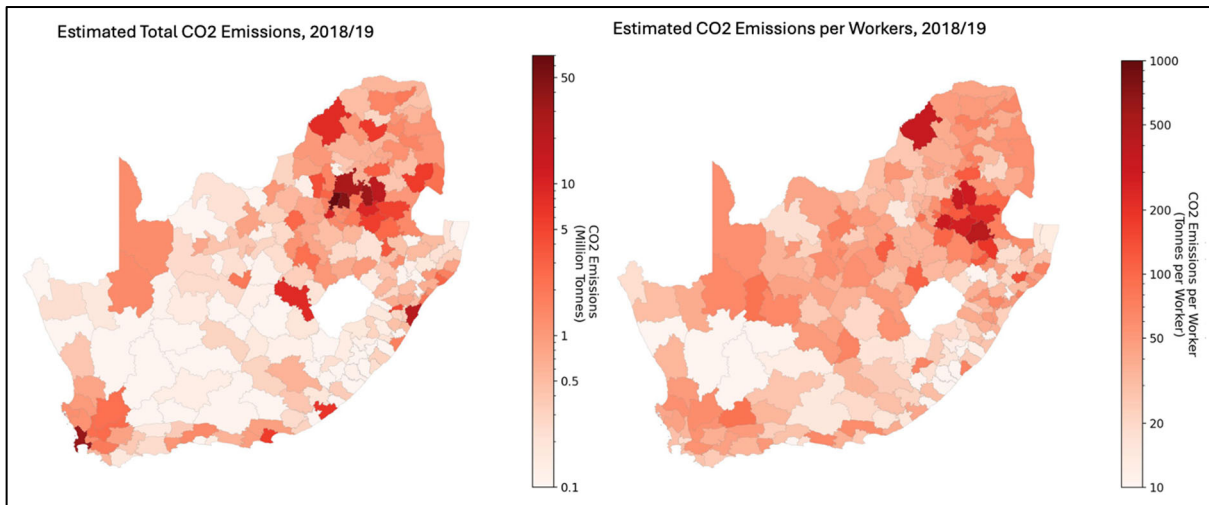 Estimated Total CO2 Emissions, 2018/19
50
10
5
1
0.5
0.1
CO2 Emissions
(Million Tonnes)
Estimated CO2 Emissions per Workers, 2018/19
1000
500
200
100
50
20
10
CO2 Emissions per Worker
(Tonnes per Worker)